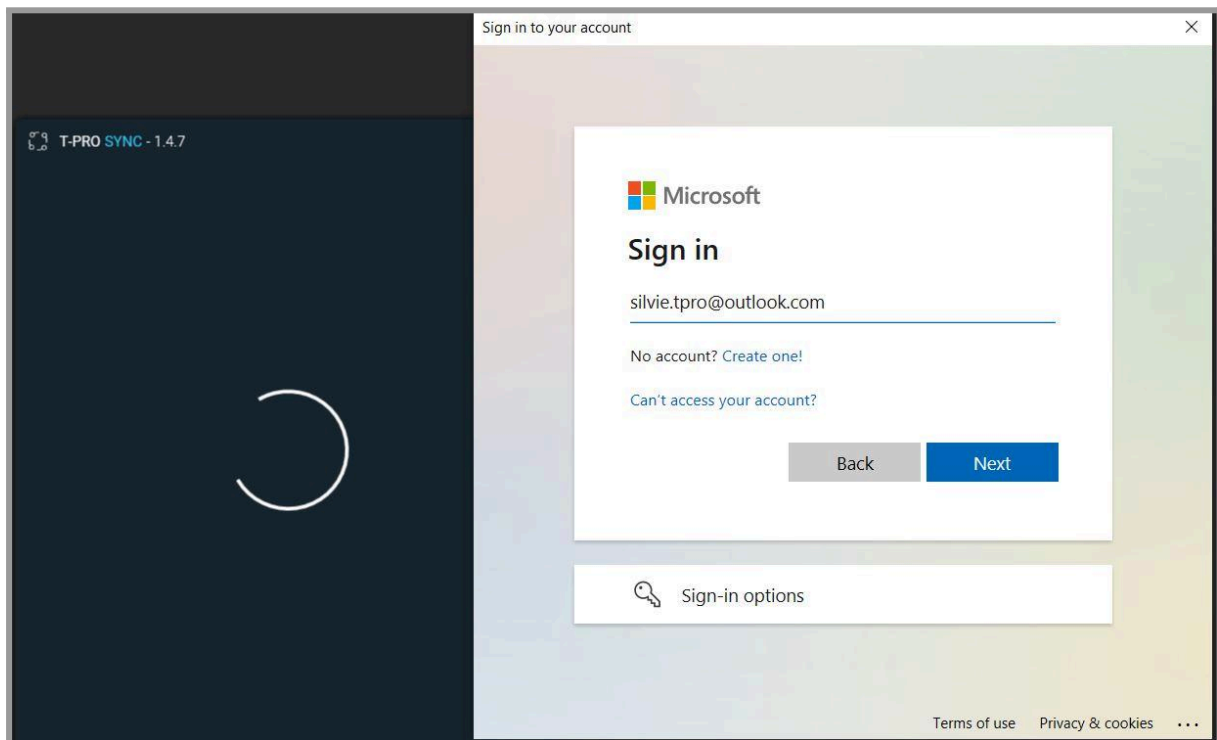 Sign in to your account
T-PRO SYNC - 1.4.7
Microsoft
Sign in
silvie.tpro@outlook.com
No account? Create one!
Can't access your account?
Back Next
Sign-in options
Terms of use Privacy & cookies ...